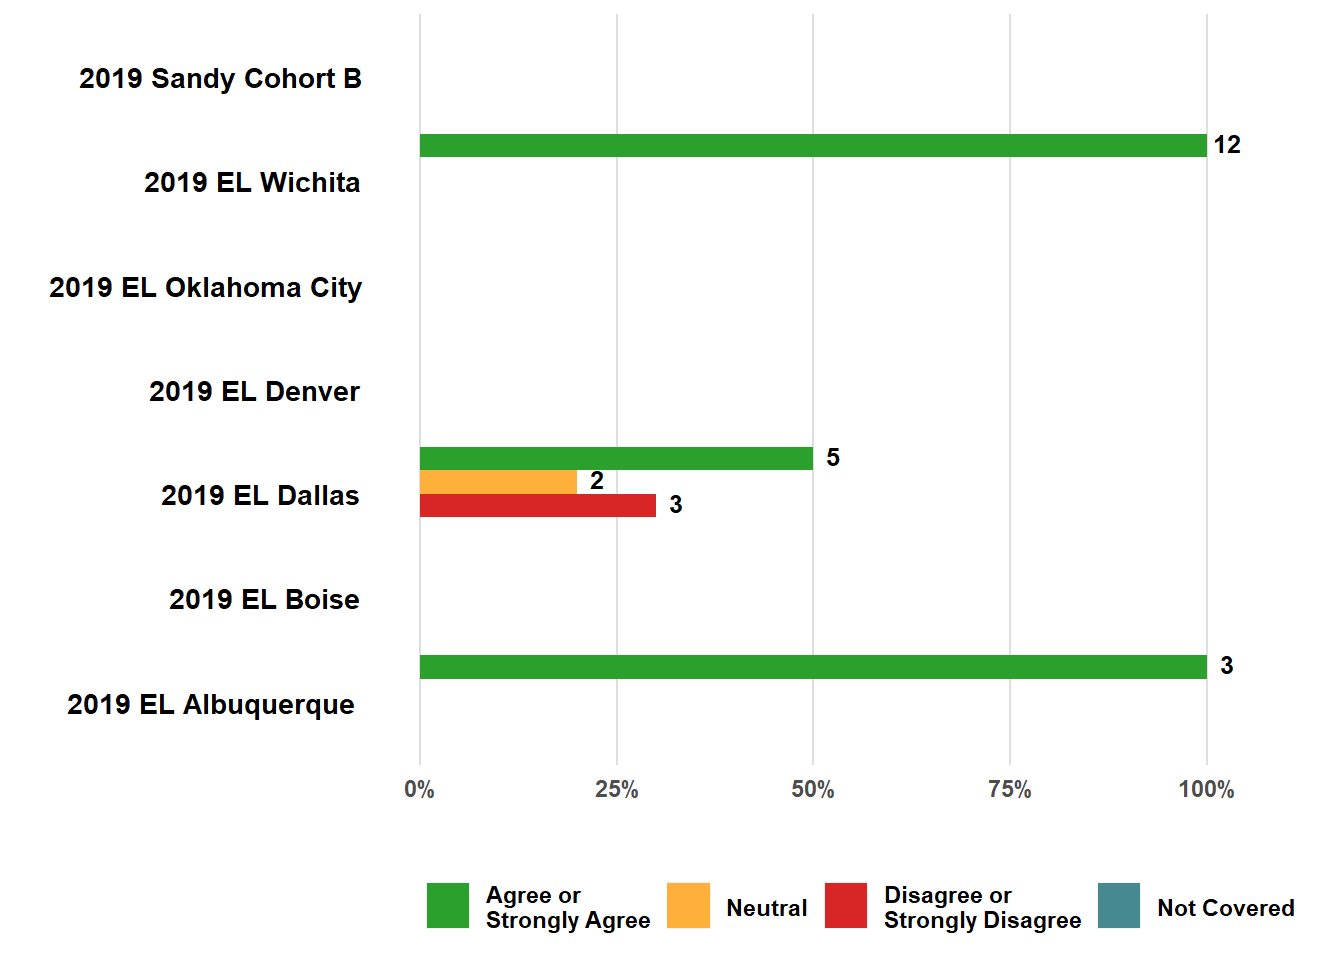 2019 Sandy Cohort B
12
2019 EL Wichita
2019 EL Oklahoma City
2019 EL Denver
5
2
2019 EL Dallas
3
2019 EL Boise
3
2019 EL Albuquerque
0% 25% 50% 75% 100%
Agree or
Strongly Agree
Neutral
Disagree or
Strongly Disagree
Not Covered